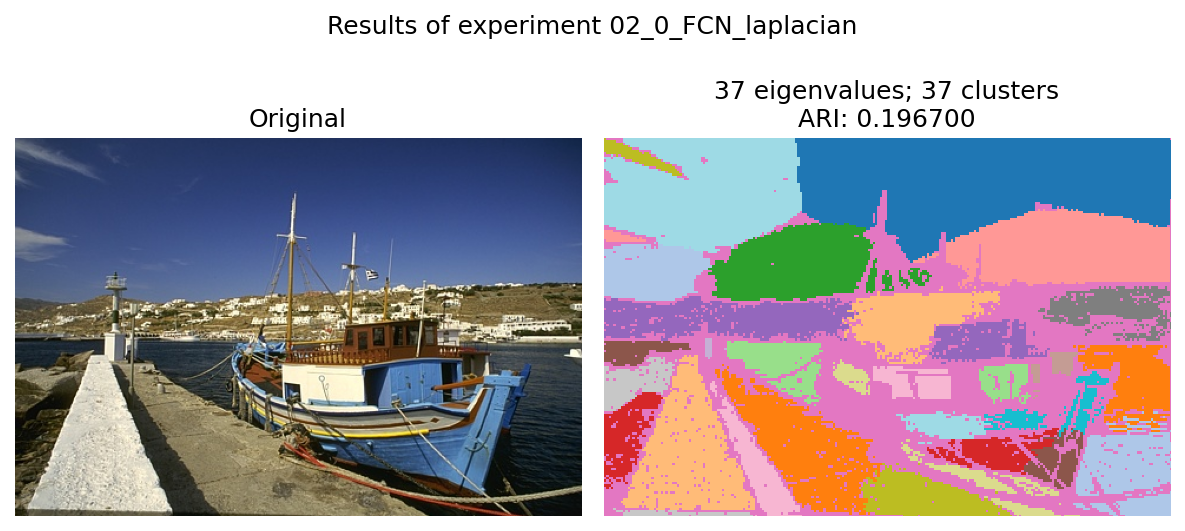 Results of experiment 02_0_FCN_laplacian
Original
37 eigenvalues; 37 clusters
ARI: 0.196700